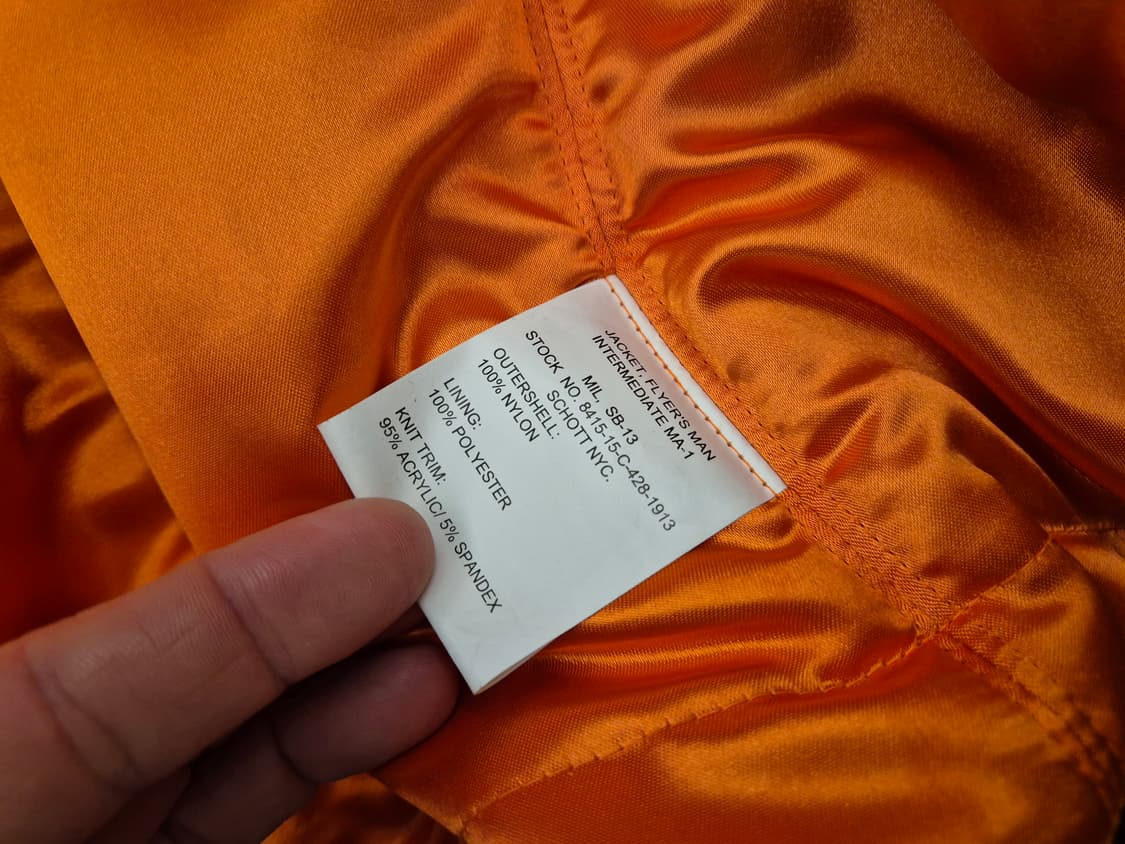 JACKET, FLYER'S MAN
INTERMEDIATE MA-1
MIL, SB-13
STOCK NO. 8415-15-C-428-1913
SCHOTT NYC.
OUTERSHELL:
100% NYLON
LINING:
100% POLYESTER
KNIT TRIM:
95% ACRYLIC/ 5% SPANDEX